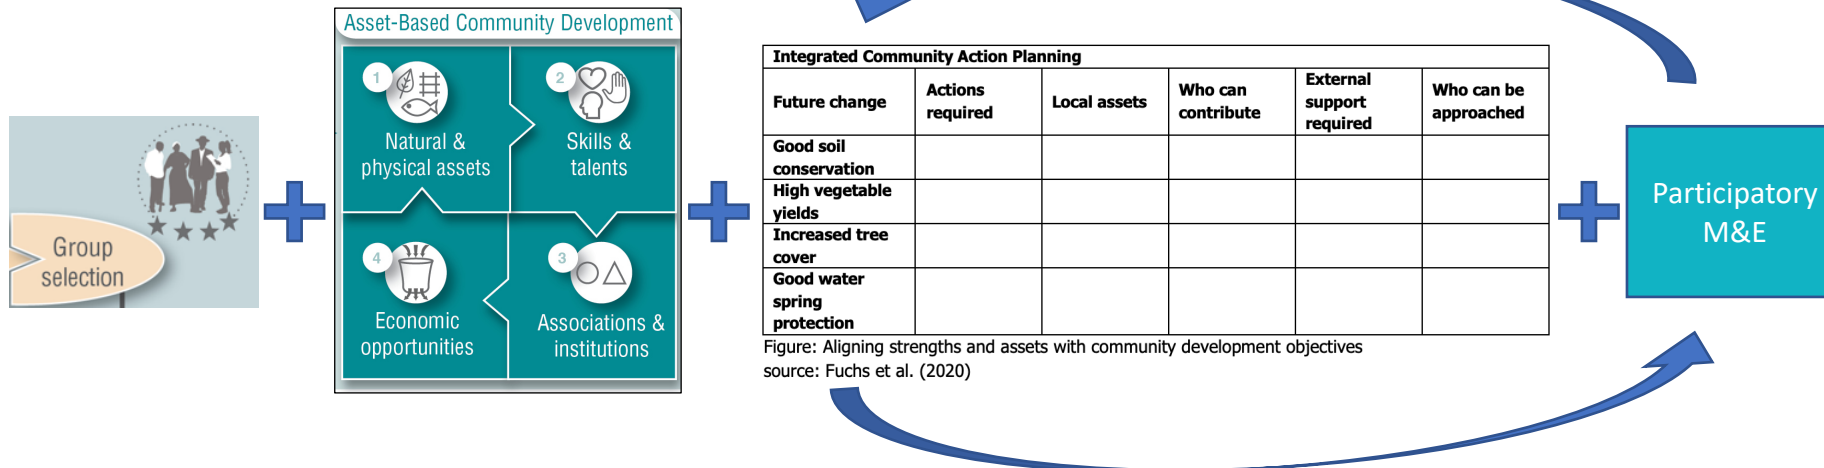 Group
selection
Asset-Based Community Development
1
Natural &
physical assets
2
Skills &
talents
4
Economic
opportunities
3
Associations &
institutions
Integrated Community Action Planning
Future change
Actions
required
Local assets
Who can
contribute
External
support
required
Who can be
approached
Good soil
conservation
High vegetable
yields
Increased tree
cover
Good water
spring
protection
Figure: Aligning strengths and assets with community development objectives
source: Fuchs et al. (2020)
Participatory
M&E